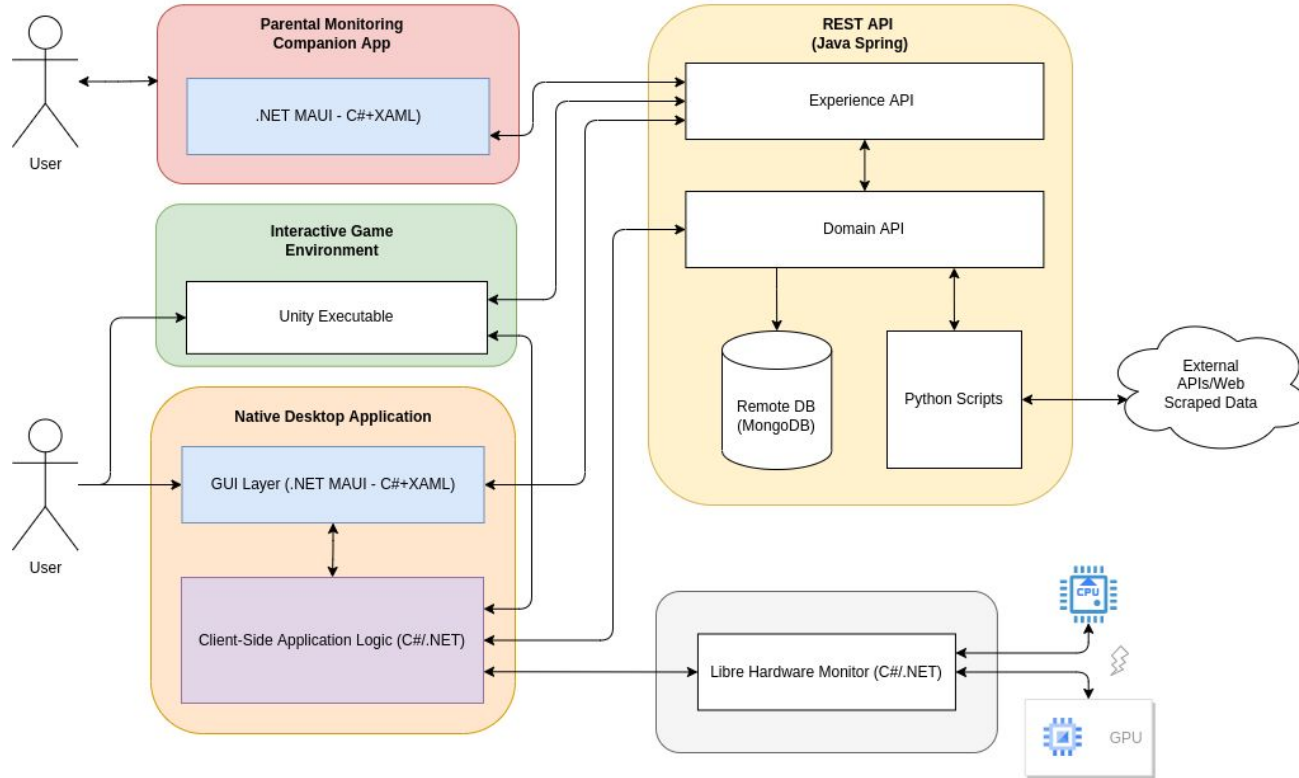 Parental Monitoring
Companion App
.NET MAUI - C#+XAML)
User
REST API
(Java Spring)
Experience API
Domain API
Interactive Game
Environment
Unity Executable
Remote DB
(MongoDB)
Python Scripts
External
APIs/Web
Scraped Data
Native Desktop Application
GUI Layer (.NET MAUI - C#+XAML)
User
Client-Side Application Logic (C#/.NET)
Libre Hardware Monitor (C#/.NET)
CPU
GPU